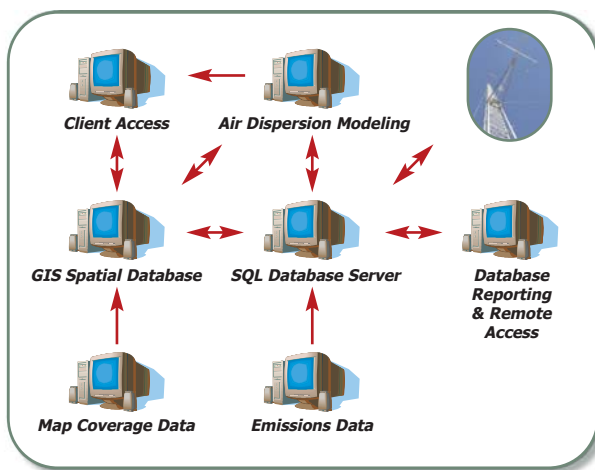 Client Access
Air Dispersion Modeling
GIS Spatial Database
SQL Database Server
Database
Reporting
& Remote
Access
Map Coverage Data
Emissions Data